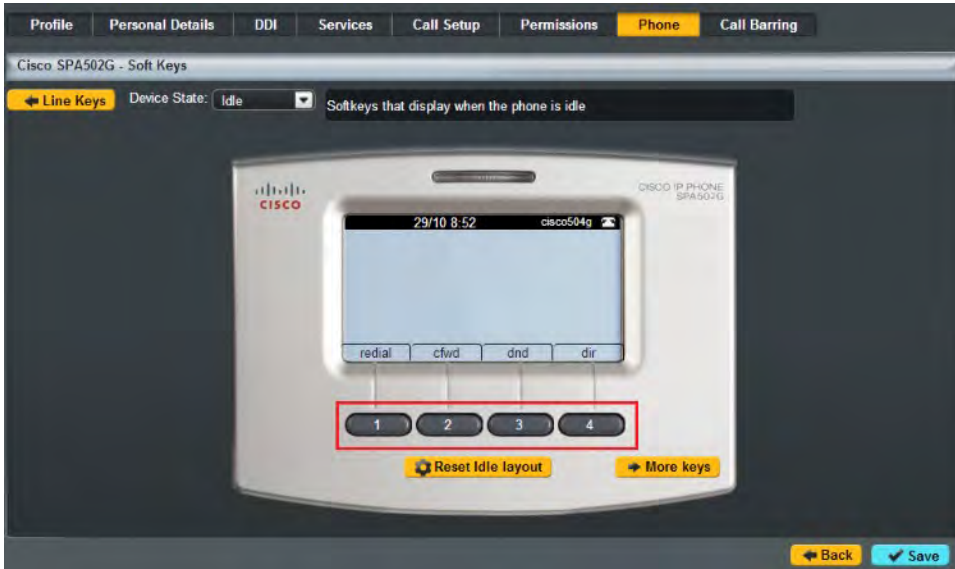 Profile Personal Details DDI Services Call Setup Permissions Phone Call Barring
Cisco SPA502G - Soft Keys
Line Keys Device State: Idle Softkeys that display when the phone is idle
CISCO
CISCO IP PHONE
SPA502G
29/10 8:52 cisco504g
redial cfwd dnd dir
1 2 3 4
Reset Idle layout More keys
Back Save